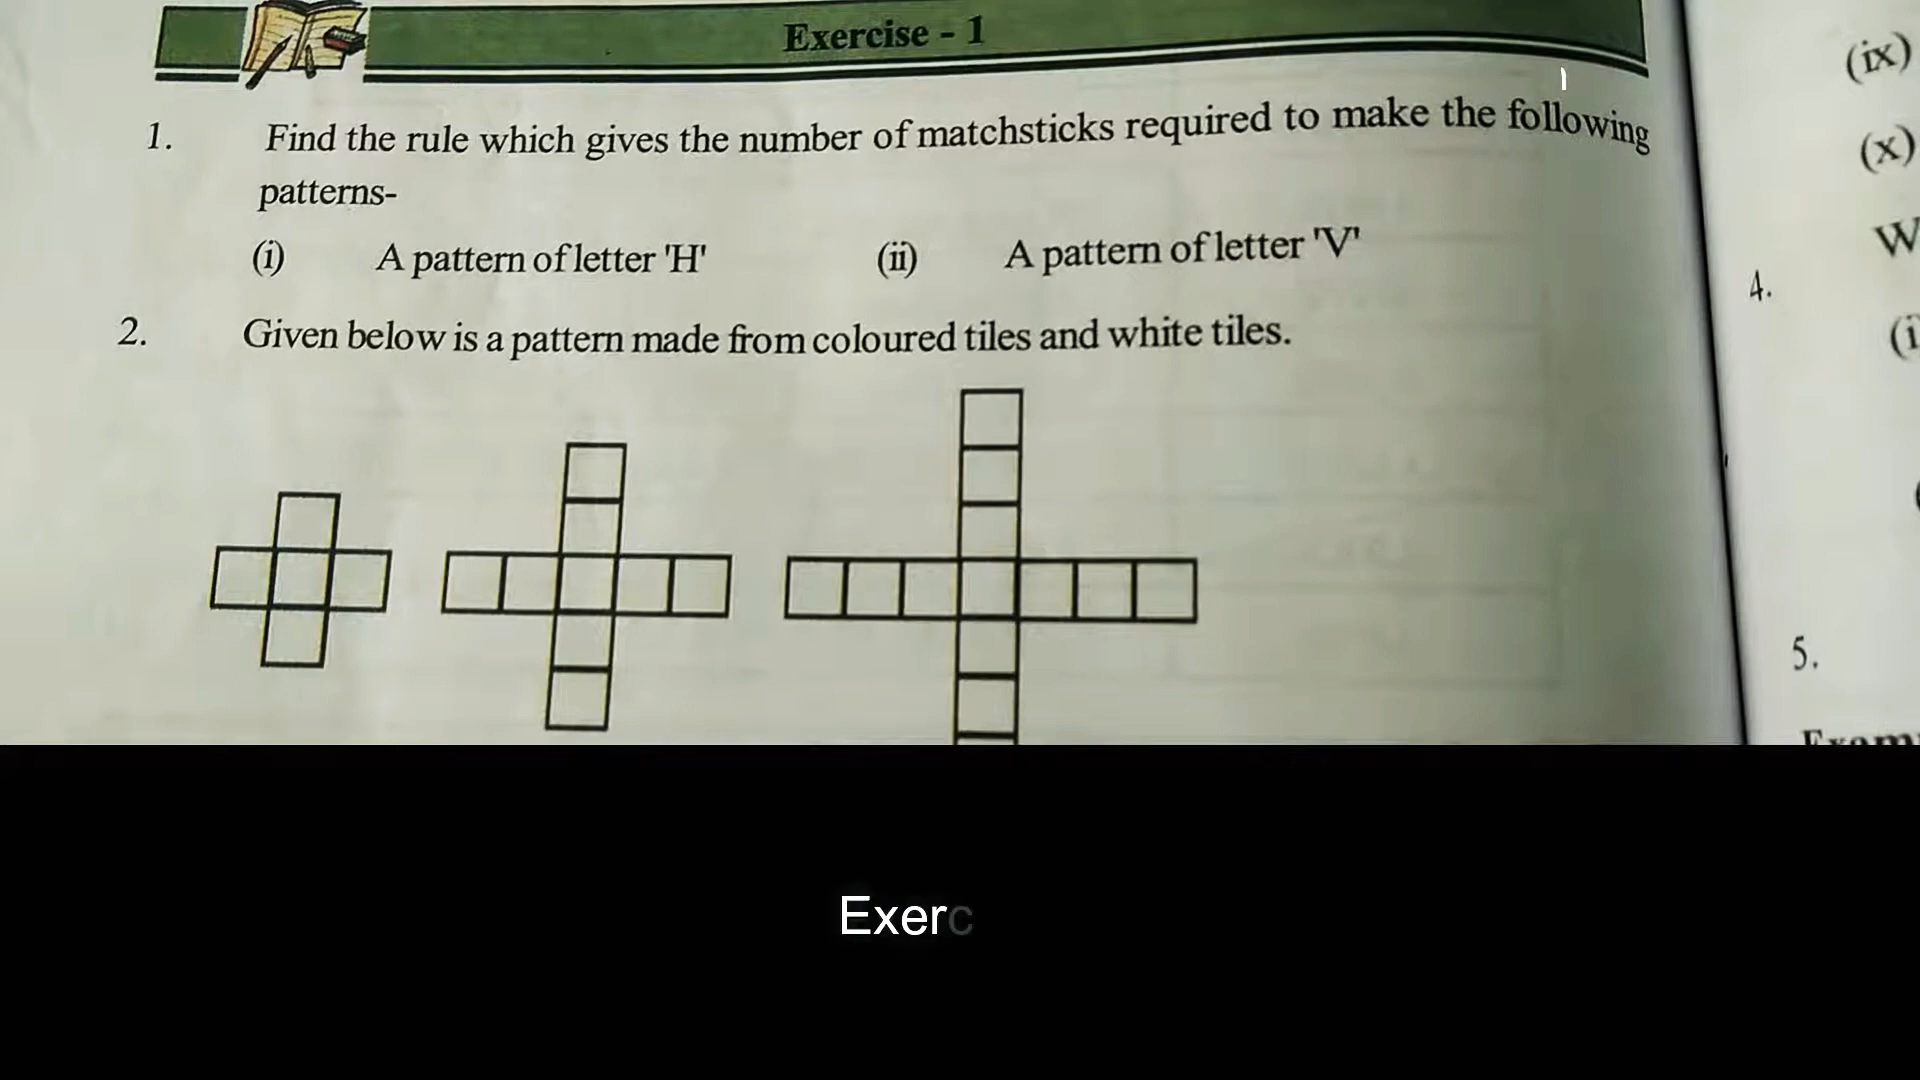 Exercise - 1
1. Find the rule which gives the number of matchsticks required to make the following
patterns-
(i) A pattern of letter 'H' (ii) A pattern of letter 'V'
2. Given below is a pattern made from coloured tiles and white tiles.
(ix)
(x)
4.
5.
Exerc